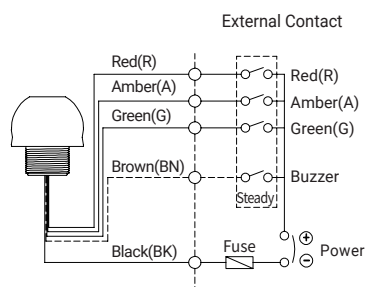 External Contact
Red(R)
Red(R)
Amber(A)
Amber(A)
Green(G)
Green(G)
Brown(BN)
Buzzer
Steady
Black(BK)
Fuse
+
Power
−